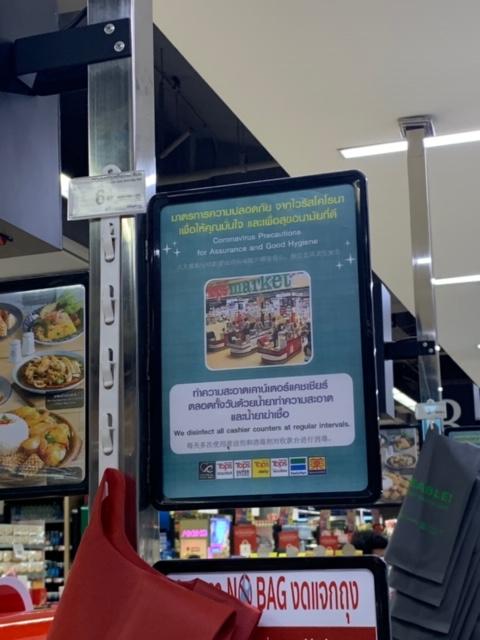 6
มาตรการความปลอดภัย จากไวรัสโคโรนา
เพื่อให้คุณมั่นใจ และเพื่อสุขอนามัยที่ดี
Coronavirus Precautions
for Assurance and Good Hygiene
market
ทำความสะอาดเคาน์เตอร์แคชเชียร์
ตลอดทั้งวันด้วยน้ำยาทำความสะอาด
และน้ำยาฆ่าเชื้อ
We disinfect all cashier counters at regular intervals.
Tops Tops Tops Tops
NO BAG งดแจกถุง
ABLE!